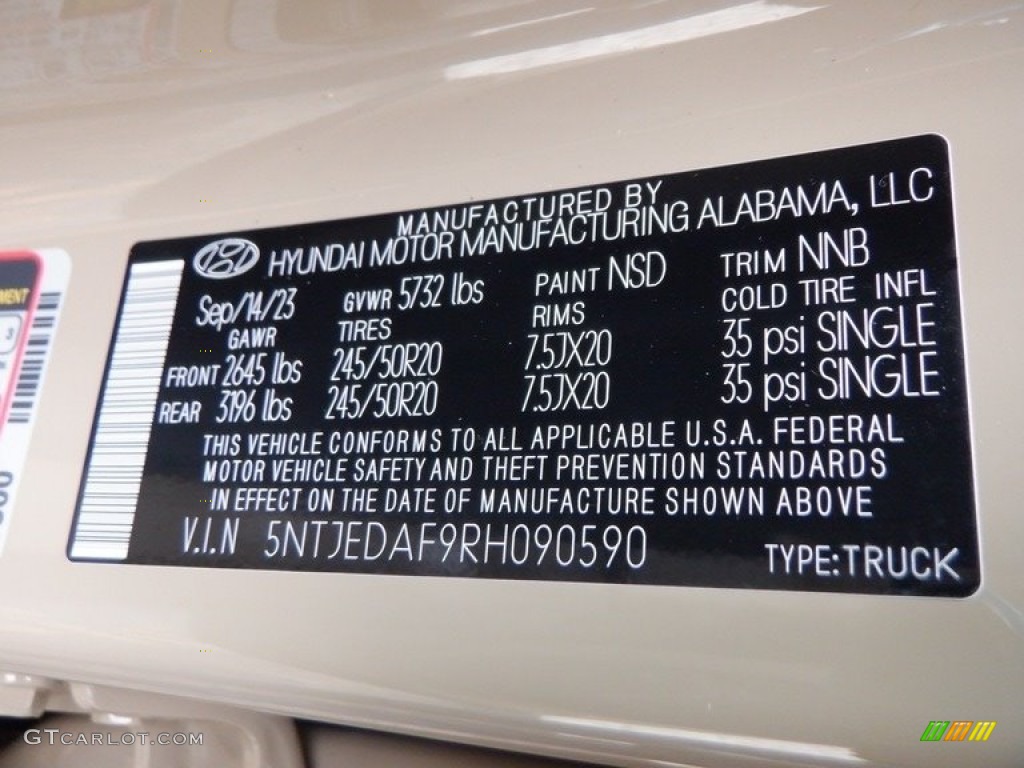 MANUFACTURED BY
HYUNDAI MOTOR MANUFACTURING ALABAMA, LLC
Sep/14/23 GVWR 5732 lbs PAINT NSD TRIM NNB
GAWR TIRES RIMS COLD TIRE INFL
FRONT 2645 lbs 245/50R20 7.5JX20 35 psi SINGLE
REAR 3196 lbs 245/50R20 7.5JX20 35 psi SINGLE
THIS VEHICLE CONFORMS TO ALL APPLICABLE U.S.A. FEDERAL
MOTOR VEHICLE SAFETY AND THEFT PREVENTION STANDARDS
IN EFFECT ON THE DATE OF MANUFACTURE SHOWN ABOVE.
V.I.N 5NTJEDAF9RH090590 TYPE:TRUCK
GTCARLOT.COM